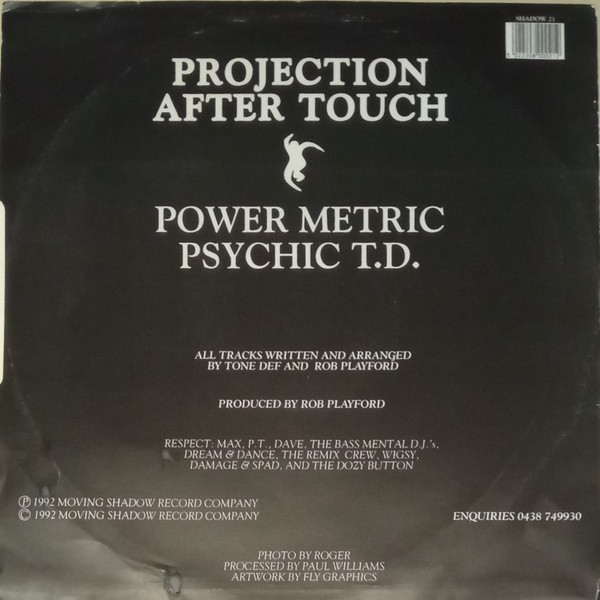 SHADOW 21
PROJECTION
AFTER TOUCH
POWER METRIC
PSYCHIC T.D.
ALL TRACKS WRITTEN AND ARRANGED
BY TONE DEF AND ROB PLAYFORD
PRODUCED BY ROB PLAYFORD
RESPECT: MAX, P.T., DAVE, THE BASS MENTAL D.J.'s,
DREAM & DANCE, THE REMIX CREW, WIGSY,
DAMAGE & SPAD, AND THE DOZY BUTTON
Ⓟ 1992 MOVING SHADOW RECORD COMPANY
© 1992 MOVING SHADOW RECORD COMPANY
ENQUIRIES 0438 749930
PHOTO BY ROGER
PROCESSED BY PAUL WILLIAMS
ARTWORK BY FLY GRAPHICS